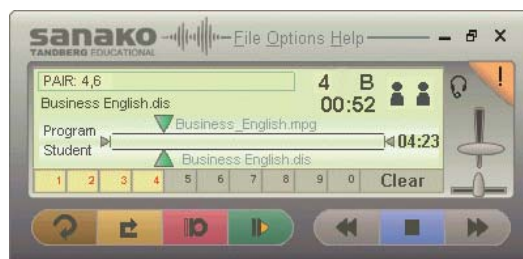 sanako File Options Help
TANDBERG EDUCATIONAL
PAIR: 4,6 4 B
Business English.dis 00:52
Program Business_English.mpg
Student 04:23
Business English.dis
1 2 3 4 5 6 7 8 9 0 Clear